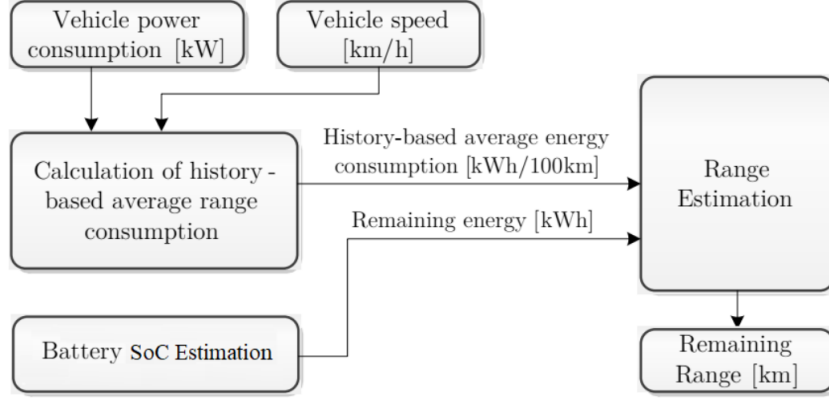 Vehicle power
consumption [kW]
Vehicle speed
[km/h]
Calculation of history -
based average range
consumption
History-based average energy
consumption [kWh/100km]
Remaining energy [kWh]
Range
Estimation
Battery SoC Estimation
Remaining
Range [km]